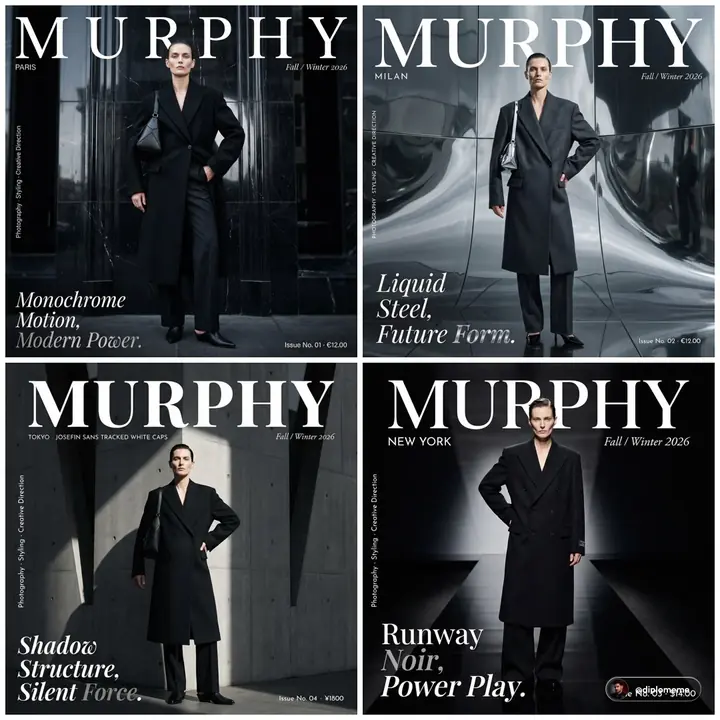 MURPHY
PARIS
Fall / Winter 2026
Photography · Styling · Creative Direction
Monochrome
Motion,
Modern Power.
Issue No. 01 · €12.00
MURPHY
MILAN
Fall / Winter 2026
PHOTOGRAPHY · STYLING · CREATIVE DIRECTION
Liquid
Steel,
Future Form.
Issue No. 02 · €12.00
MURPHY
TOKYO · JOSEFIN SANS TRACKED WHITE CAPS
Fall / Winter 2026
Photography · Styling · Creative Direction
Shadow
Structure,
Silent Force.
Issue No. 04 · ¥1800
MURPHY
NEW YORK
Fall / Winter 2026
Photography · Styling · Creative Direction
Runway
Noir,
Power Play.
@diplomeme